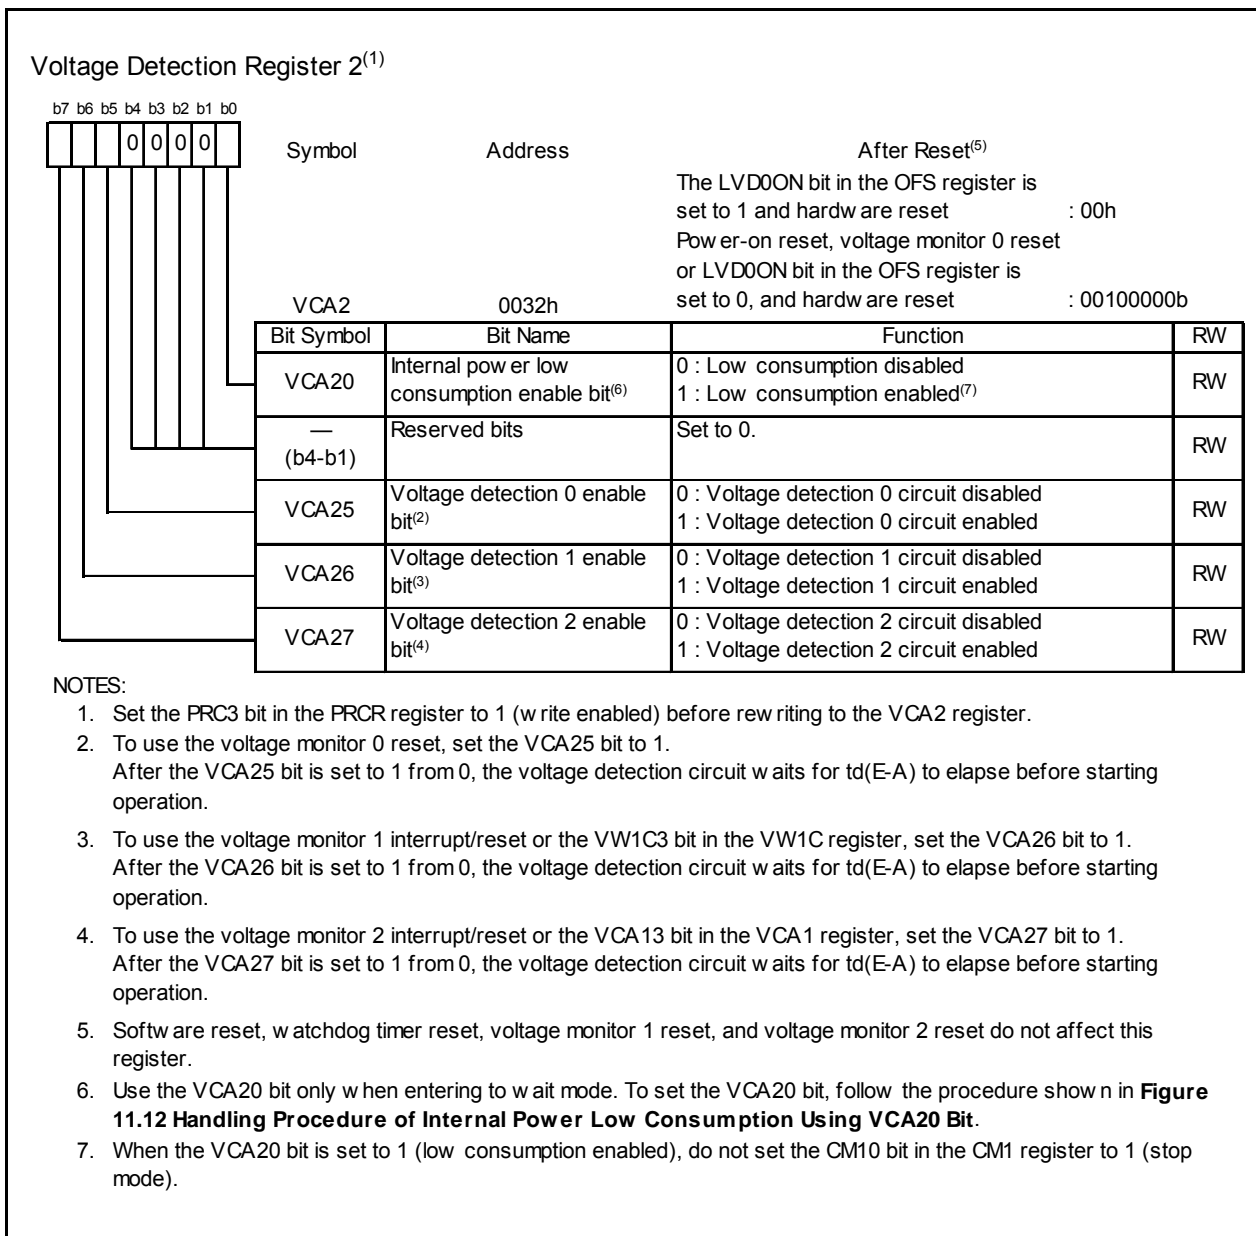 Voltage Detection Register 2(1)
b7 b6 b5 b4 b3 b2 b1 b0
0 0 0 0
Symbol Address After Reset(5)
The LVD0ON bit in the OFS register is
set to 1 and hardware reset : 00h
Power-on reset, voltage monitor 0 reset
or LVD0ON bit in the OFS register is
VCA2 0032h set to 0, and hardware reset : 00100000b
Bit Symbol Bit Name Function RW
VCA20 Internal power low consumption enable bit(6) 0 : Low consumption disabled RW
1 : Low consumption enabled(7)
— Reserved bits Set to 0. RW
(b4-b1)
VCA25 Voltage detection 0 enable bit(2) 0 : Voltage detection 0 circuit disabled RW
1 : Voltage detection 0 circuit enabled
VCA26 Voltage detection 1 enable bit(3) 0 : Voltage detection 1 circuit disabled RW
1 : Voltage detection 1 circuit enabled
VCA27 Voltage detection 2 enable bit(4) 0 : Voltage detection 2 circuit disabled RW
1 : Voltage detection 2 circuit enabled
NOTES:
1. Set the PRC3 bit in the PRCR register to 1 (write enabled) before rewriting to the VCA2 register.
2. To use the voltage monitor 0 reset, set the VCA25 bit to 1.
After the VCA25 bit is set to 1 from 0, the voltage detection circuit waits for td(E-A) to elapse before starting
operation.
3. To use the voltage monitor 1 interrupt/reset or the VW1C3 bit in the VW1C register, set the VCA26 bit to 1.
After the VCA26 bit is set to 1 from 0, the voltage detection circuit waits for td(E-A) to elapse before starting
operation.
4. To use the voltage monitor 2 interrupt/reset or the VCA13 bit in the VCA1 register, set the VCA27 bit to 1.
After the VCA27 bit is set to 1 from 0, the voltage detection circuit waits for td(E-A) to elapse before starting
operation.
5. Software reset, watchdog timer reset, voltage monitor 1 reset, and voltage monitor 2 reset do not affect this
register.
6. Use the VCA20 bit only when entering to wait mode. To set the VCA20 bit, follow the procedure shown in Figure
11.12 Handling Procedure of Internal Power Low Consumption Using VCA20 Bit.
7. When the VCA20 bit is set to 1 (low consumption enabled), do not set the CM10 bit in the CM1 register to 1 (stop
mode).